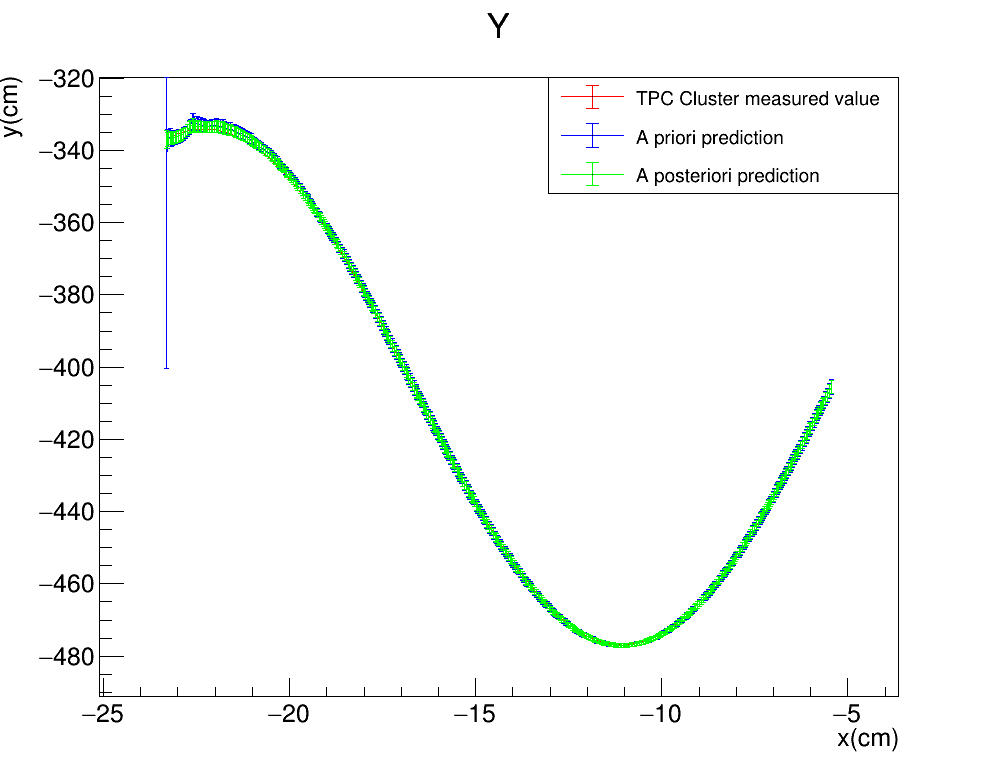 Y
y(cm)
TPC Cluster measured value
A priori prediction
A posteriori prediction
−320
−340
−360
−380
−400
−420
−440
−460
−480
−25 −20 −15 −10 −5
x(cm)